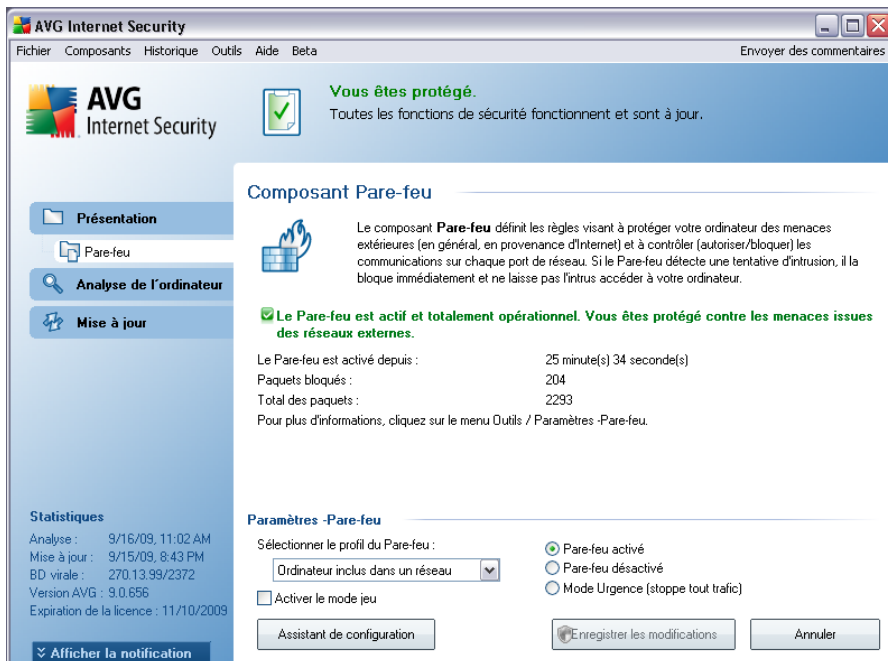 AVG Internet Security
Fichier Composants Historique Outils Aide Beta Envoyer des commentaires
AVG
Internet Security
Vous êtes protégé.
Toutes les fonctions de sécurité fonctionnent et sont à jour.
Présentation
Pare-feu
Analyse de l'ordinateur
Mise à jour
Composant Pare-feu
Le composant Pare-feu définit les règles visant à protéger votre ordinateur des menaces
extérieures (en général, en provenance d'Internet) et à contrôler (autoriser/bloquer) les
communications sur chaque port de réseau. Si le Pare-feu détecte une tentative d'intrusion, il la
bloque immédiatement et ne laisse pas l'intrus accéder à votre ordinateur.
Le Pare-feu est actif et totalement opérationnel. Vous êtes protégé contre les menaces issues
des réseaux externes.
Le Pare-feu est activé depuis : 25 minute(s) 34 seconde(s)
Paquets bloqués : 204
Total des paquets : 2293
Pour plus d'informations, cliquez sur le menu Outils / Paramètres -Pare-feu.
Statistiques
Analyse : 9/16/09, 11:02 AM
Mise à jour : 9/15/09, 8:43 PM
BD virale : 270.13.99/2372
Version AVG : 9.0.656
Expiration de la licence : 11/10/2009
Afficher la notification
Paramètres -Pare-feu
Sélectionner le profil du Pare-feu :
Ordinateur inclus dans un réseau
Activer le mode jeu
Pare-feu activé
Pare-feu désactivé
Mode Urgence (stoppe tout trafic)
Assistant de configuration
Enregistrer les modifications
Annuler